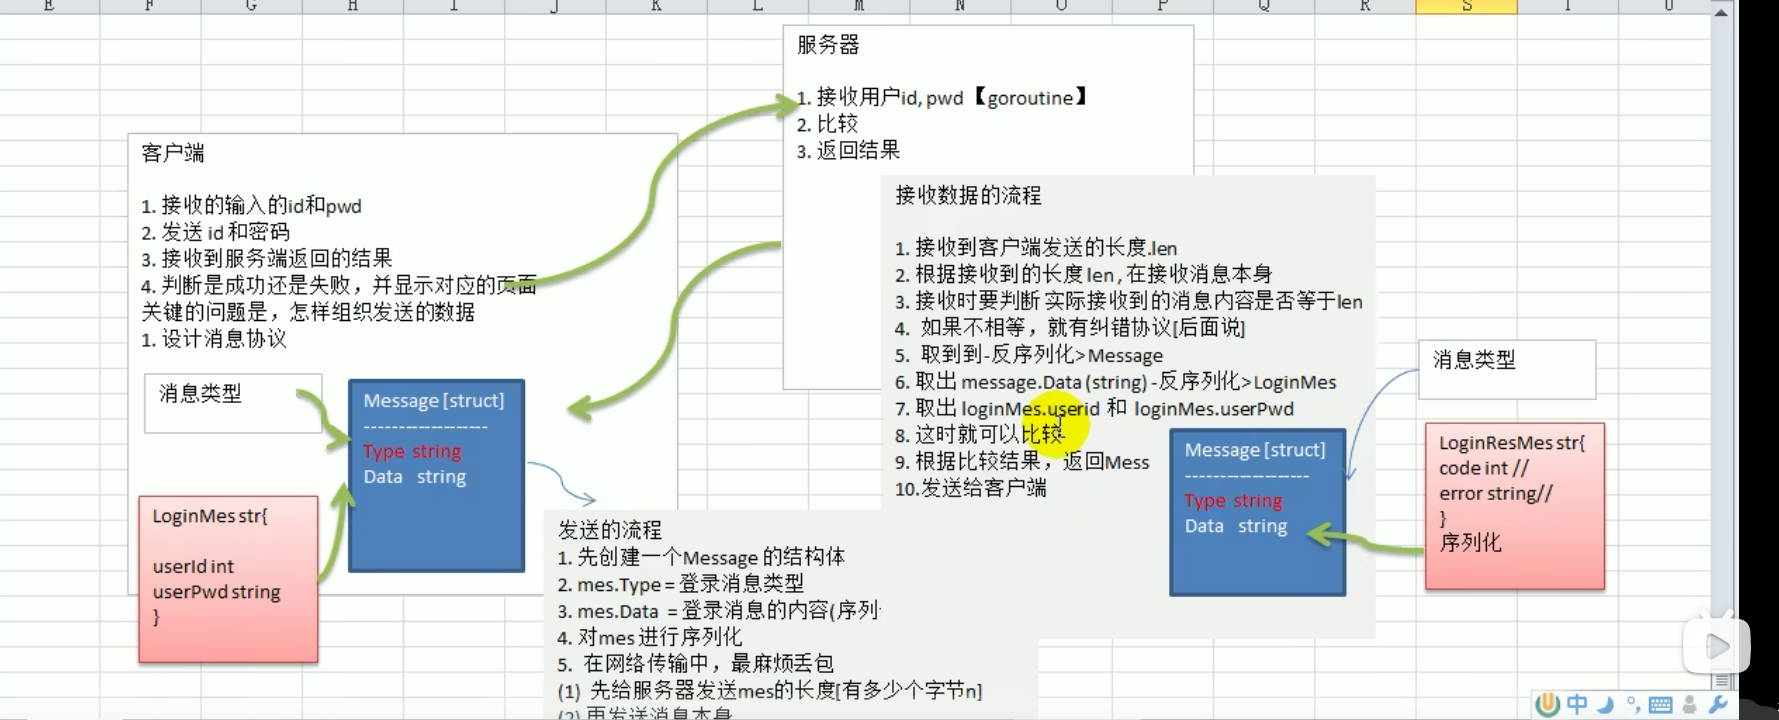 E F G H I J K L M N O P Q R S T U
服务器
1. 接收用户id, pwd【goroutine】
2. 比较
3. 返回结果
客户端
1. 接收的输入的id和pwd
2. 发送 id 和密码
3. 接收到服务端返回的结果
4. 判断是成功还是失败，并显示对应的页面
关键的问题是，怎样组织发送的数据
1. 设计消息协议
消息类型
Message [struct]
-------------------
Type string
Data string
LoginMes str{
userId int
userPwd string
}
发送的流程
1. 先创建一个Message 的结构体
2. mes.Type = 登录消息类型
3. mes.Data = 登录消息的内容(序列
4. 对mes 进行序列化
5. 在网络传输中，最麻烦丢包
(1) 先给服务器发送mes的长度[有多少个字节n]
(2) 再发送消息本身
接收数据的流程
1. 接收到客户端发送的长度.len
2. 根据接收到的长度 len , 在接收消息本身
3. 接收时要判断 实际接收到的消息内容是否等于len
4. 如果不相等，就有纠错协议[后面说]
5. 取到到-反序列化>Message
6. 取出 message.Data (string) -反序列化>LoginMes
7. 取出 loginMes.userid 和 loginMes.userPwd
8. 这时就可以比较
9. 根据比较结果，返回Mess
10.发送给客户端
Message [struct]
-------------------
Type string
Data string
消息类型
LoginResMes str{
code int //
error string//
}
序列化
中